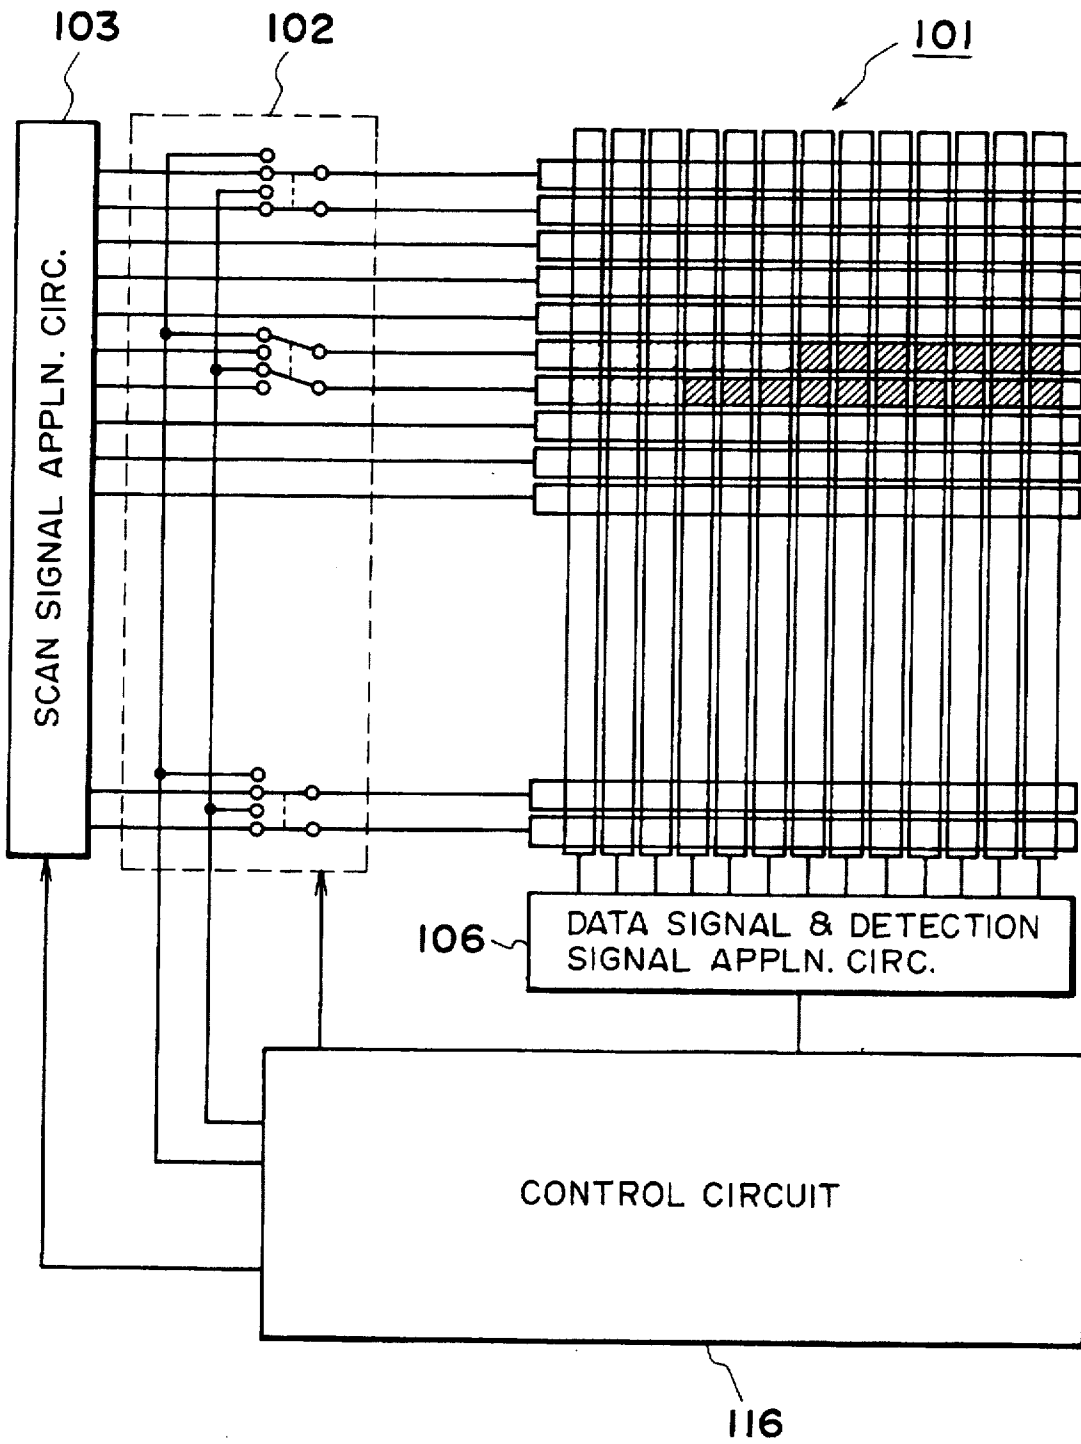 103
102
101
SCAN SIGNAL APPLN. CIRC.
106
DATA SIGNAL & DETECTION
SIGNAL APPLN. CIRC.
CONTROL CIRCUIT
116